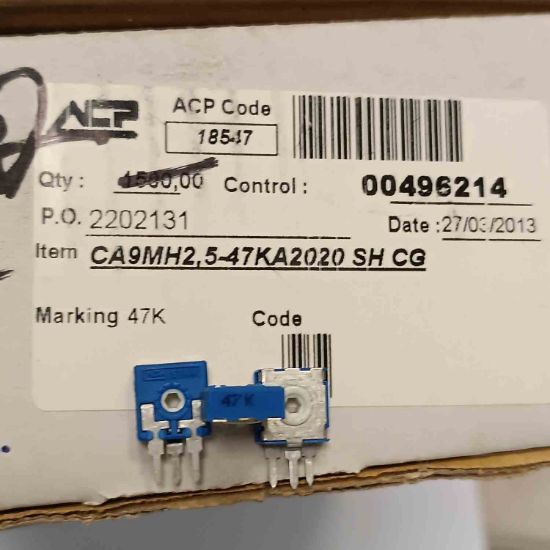 ACP
ACP Code
18547
Qty : 1500,00 Control : 00496214
P.O. 2202131
Date : 27/03/2013
Item CA9MH2,5-47KA2020 SH CG
Marking 47K
Code
47K